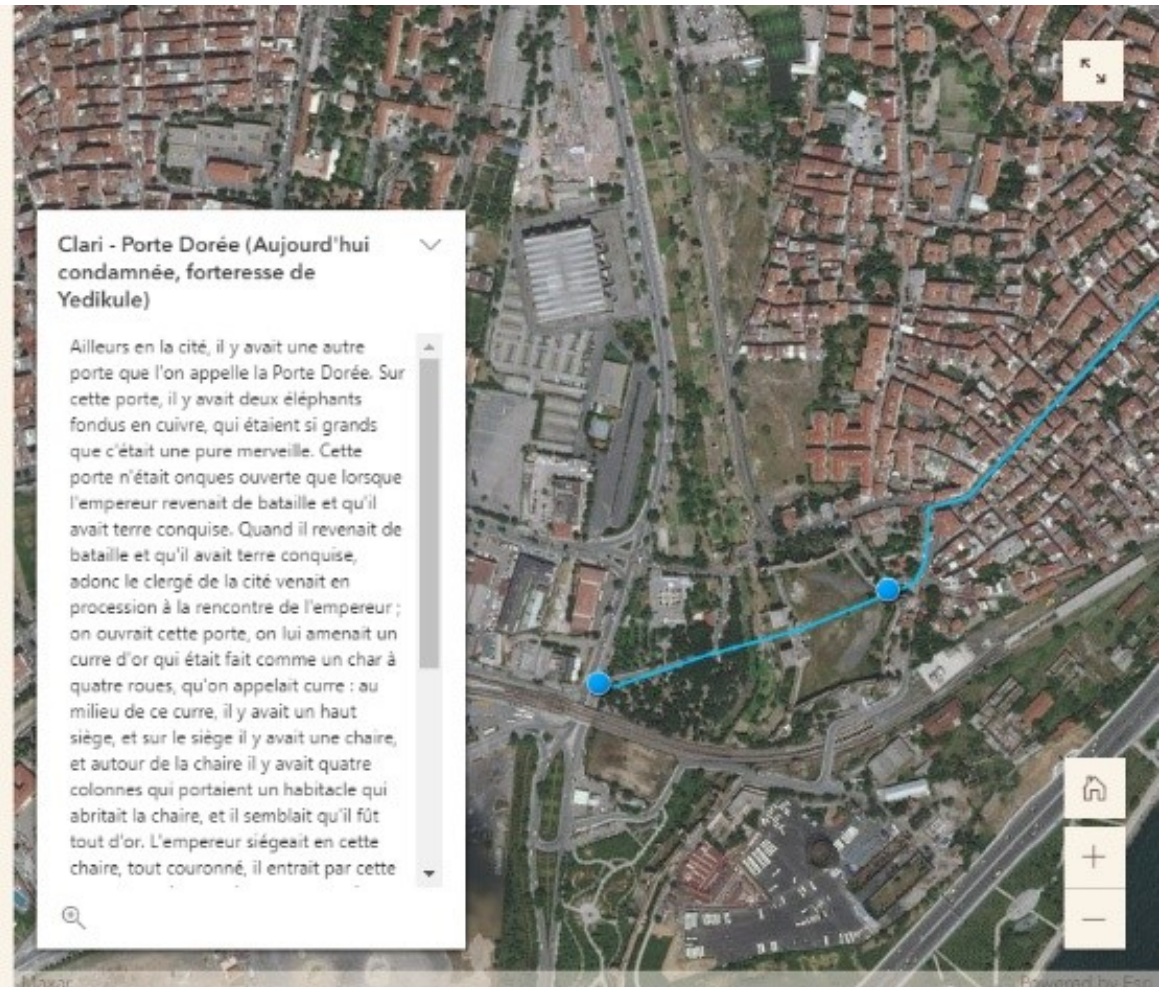 Clari - Porte Dorée (Aujourd'hui
condamnée, forteresse de
Yedikule)
Ailleurs en la cité, il y avait une autre
porte que l'on appelle la Porte Dorée. Sur
cette porte, il y avait deux éléphants
fondus en cuivre, qui étaient si grands
que c'était une pure merveille. Cette
porte n'était onques ouverte que lorsque
l'empereur revenait de bataille et qu'il
avait terre conquise. Quand il revenait de
bataille et qu'il avait terre conquise,
adonc le clergé de la cité venait en
procession à la rencontre de l'empereur ;
on ouvrait cette porte, on lui amenait un
curre d'or qui était fait comme un char à
quatre roues, qu'on appelait curre : au
milieu de ce curre, il y avait un haut
siège, et sur le siège il y avait une chaire,
et autour de la chaire il y avait quatre
colonnes qui portaient un habitacle qui
abritait la chaire, et il semblait qu'il fût
tout d'or. L'empereur siégeait en cette
chaire, tout couronné, il entrait par cette
Maxar
Powered by Esri